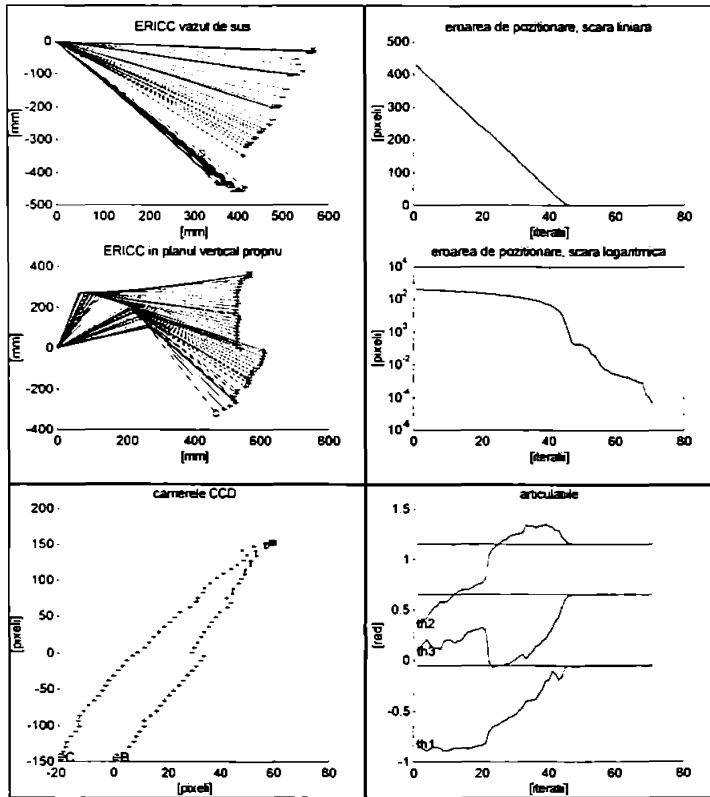 ERICC vazut de sus
0
-100
-200
-300
-400
-500
[mm]
0 100 200 300 400 500 600
[mm]
eroarea de pozitionare, scara liniara
500
400
300
200
100
0
[pixeli]
0 20 40 60 80
[iteratii]
ERICC in planul vertical propriu
400
200
0
-200
-400
[mm]
0 200 400 600 800
[mm]
eroarea de pozitionare, scara logaritmica
[pixeli]
0 20 40 60 80
[iteratii]
camerele CCD
200
150
100
50
0
-50
-100
-150
[pixeli]
C
B
-20 0 20 40 60 80
[pixeli]
articulatiile
1.5
1
0.5
0
-0.5
-1
[rad]
th2
th3
th1
0 20 40 60 80
[iteratii]